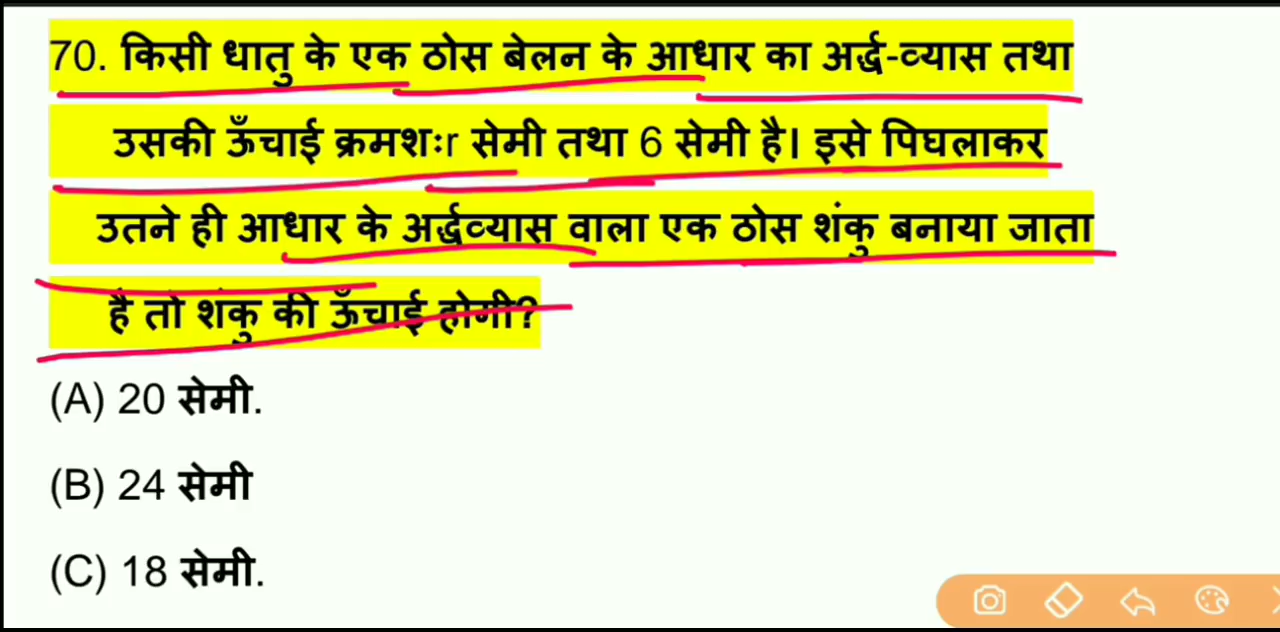 70. किसी धातु के एक ठोस बेलन के आधार का अर्द्ध-व्यास तथा
उसकी ऊँचाई क्रमशःr सेमी तथा 6 सेमी है। इसे पिघलाकर
उतने ही आधार के अर्द्धव्यास वाला एक ठोस शंकु बनाया जाता
है तो शंकु की ऊँचाई होगी?
(A) 20 सेमी.
(B) 24 सेमी
(C) 18 सेमी.